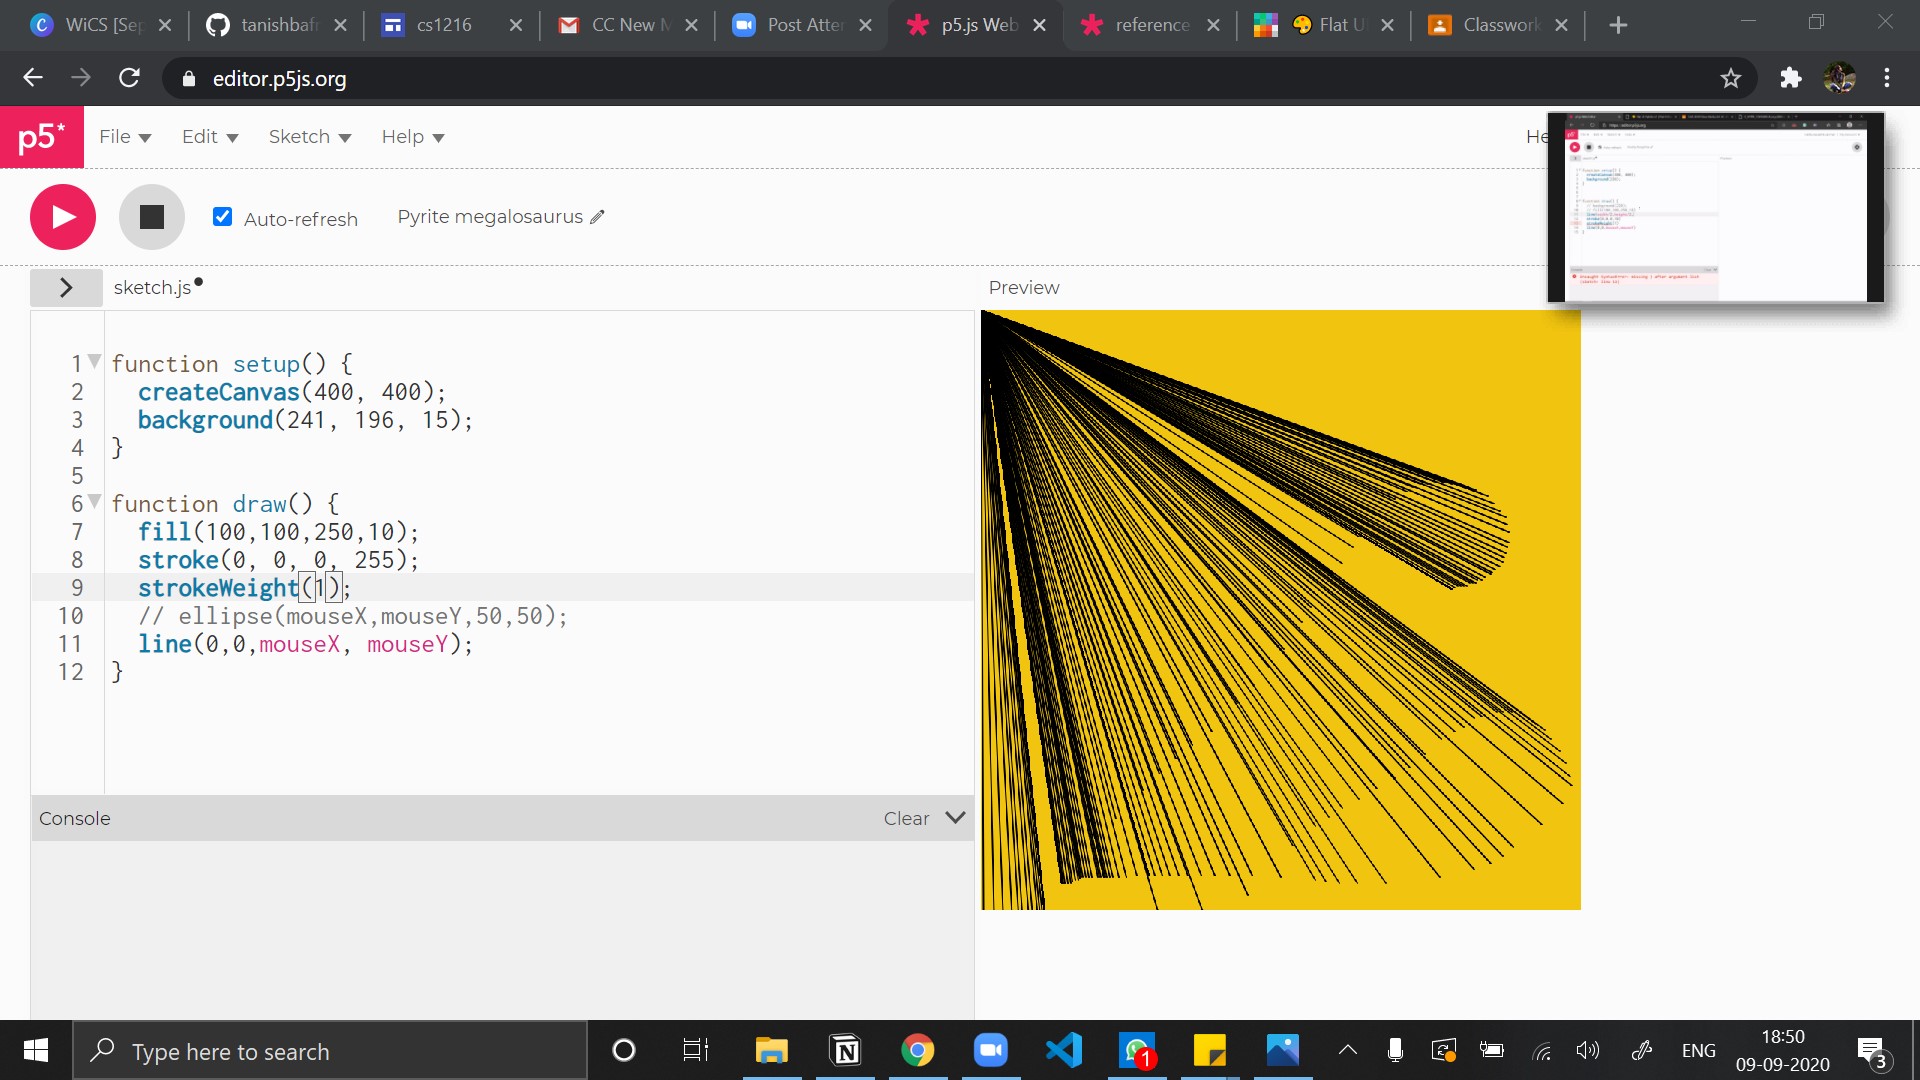 WiCS [Sep
tanishbafn
cs1216
CC New M
Post Atter
p5.js Web
reference
Flat UI
Classwork
editor.p5js.org
p5*
File
Edit
Sketch
Help
He
Auto-refresh
Pyrite megalosaurus
sketch.js
Preview
1 function setup() {
2 createCanvas(400, 400);
3 background(241, 196, 15);
4 }
5
6 function draw() {
7 fill(100,100,250,10);
8 stroke(0, 0, 0, 255);
9 strokeWeight(1);
10 // ellipse(mouseX,mouseY,50,50);
11 line(0,0,mouseX, mouseY);
12 }
Console
Clear
Type here to search
1
ENG
18:50
09-09-2020
3